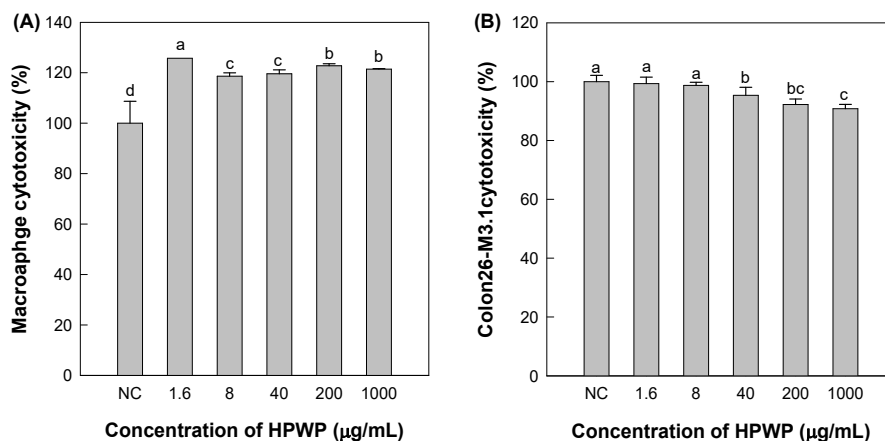 (A)
Macroaphge cytotoxicity (%)
140
120
100
80
60
40
20
0
d
a
c
c
b
b
NC 1.6 8 40 200 1000
Concentration of HPWP (μg/mL)
(B)
Colon26-M3.1cytotoxicity (%)
120
100
80
60
40
20
0
a
a
a
b
bc
c
NC 1.6 8 40 200 1000
Concentration of HPWP (μg/mL)